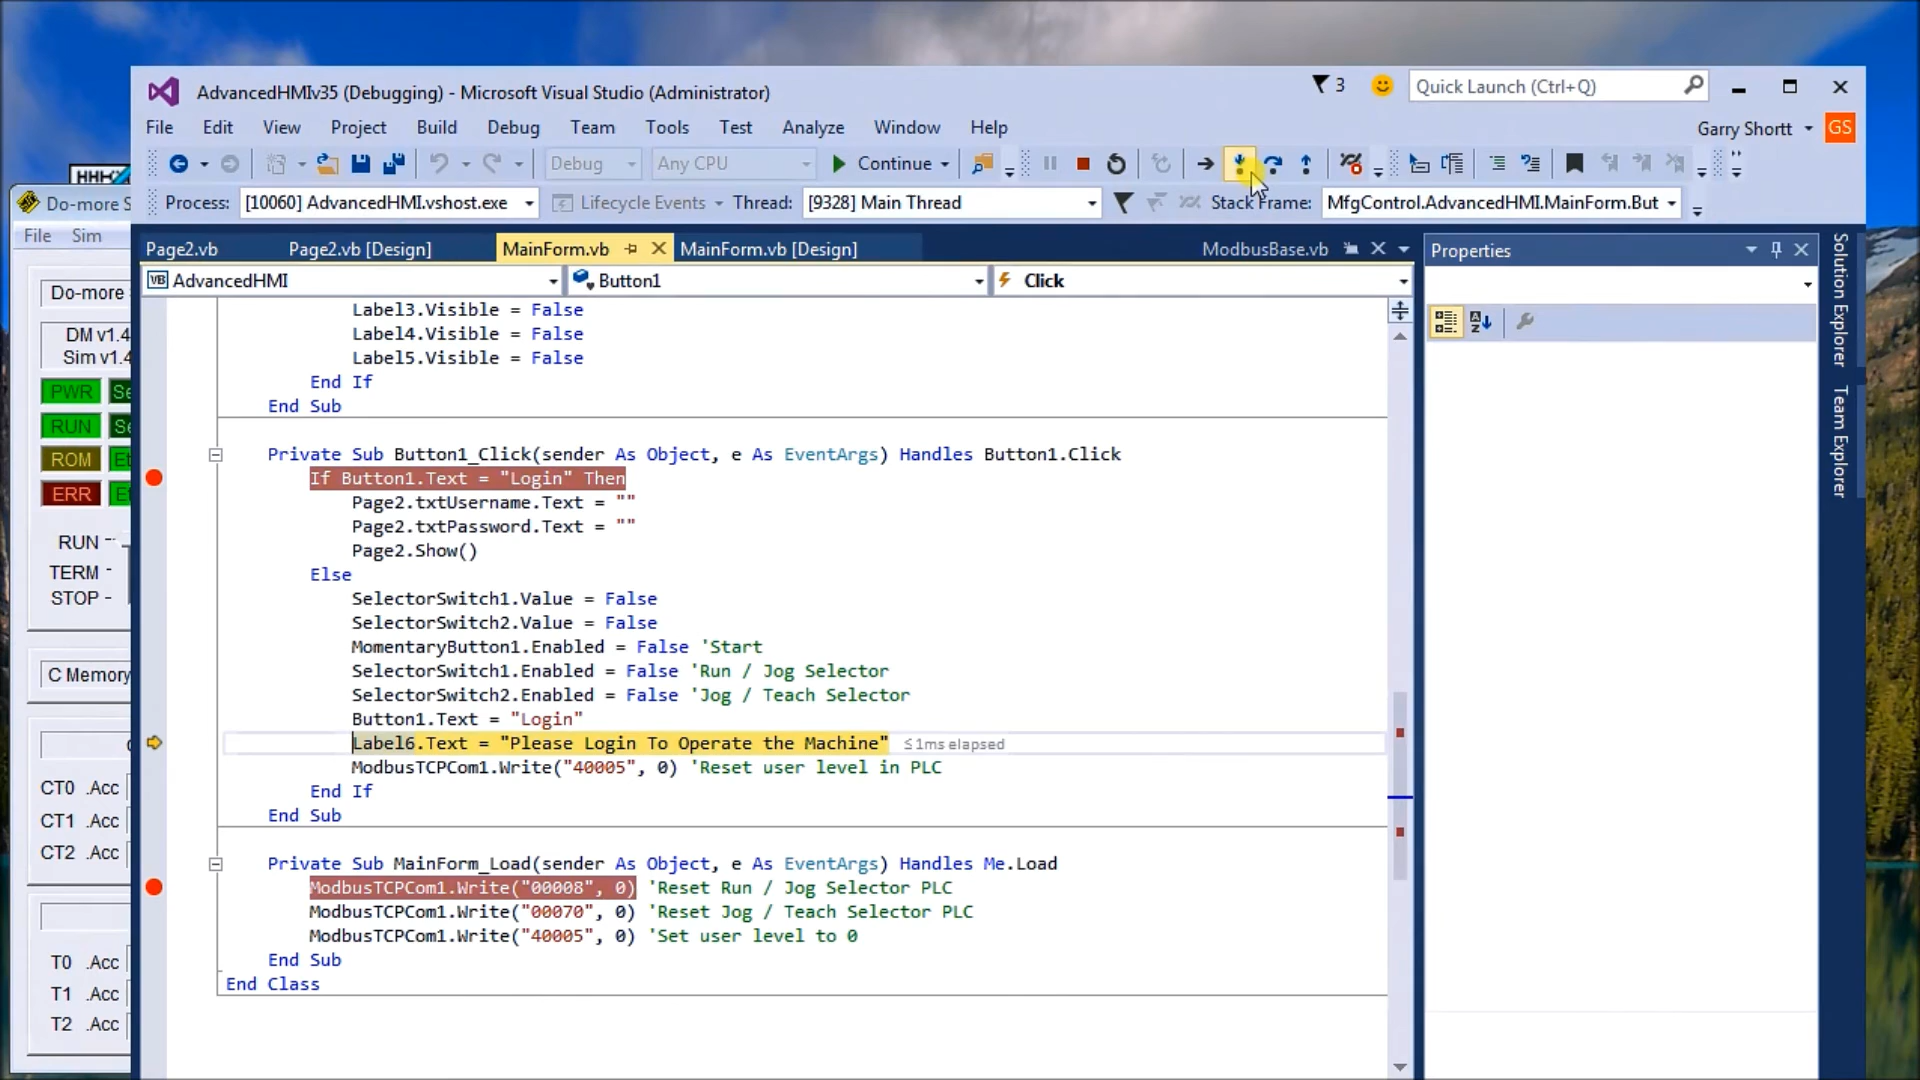 AdvancedHMIv35 (Debugging) - Microsoft Visual Studio (Administrator)
3
Quick Launch (Ctrl+Q)
File Edit View Project Build Debug Team Tools Test Analyze Window Help
Garry Shortt GS
Debug Any CPU Continue
Process: [10060] AdvancedHMI.vshost.exe Lifecycle Events Thread: [9328] Main Thread Stack Frame: MfgControl.AdvancedHMI.MainForm.But
Page2.vb Page2.vb [Design] MainForm.vb MainForm.vb [Design] ModbusBase.vb
AdvancedHMI Button1 Click
Label3.Visible = False
Label4.Visible = False
Label5.Visible = False
End If
End Sub
Private Sub Button1_Click(sender As Object, e As EventArgs) Handles Button1.Click
If Button1.Text = "Login" Then
Page2.txtUsername.Text = ""
Page2.txtPassword.Text = ""
Page2.Show()
Else
SelectorSwitch1.Value = False
SelectorSwitch2.Value = False
MomentaryButton1.Enabled = False 'Start
SelectorSwitch1.Enabled = False 'Run / Jog Selector
SelectorSwitch2.Enabled = False 'Jog / Teach Selector
Button1.Text = "Login"
Label6.Text = "Please Login To Operate the Machine" ≤1ms elapsed
ModbusTCPCom1.Write("40005", 0) 'Reset user level in PLC
End If
End Sub
Private Sub MainForm_Load(sender As Object, e As EventArgs) Handles Me.Load
ModbusTCPCom1.Write("00008", 0) 'Reset Run / Jog Selector PLC
ModbusTCPCom1.Write("00070", 0) 'Reset Jog / Teach Selector PLC
ModbusTCPCom1.Write("40005", 0) 'Set user level to 0
End Sub
End Class
Properties
Solution Explorer
Team Explorer
Do-more S
File Sim
Do-more
DM v1.4
Sim v1.4
PWR Se
RUN Se
ROM Et
ERR Et
RUN -
TERM -
STOP -
C Memory
CT0 .Acc
CT1 .Acc
CT2 .Acc
T0 .Acc
T1 .Acc
T2 .Acc